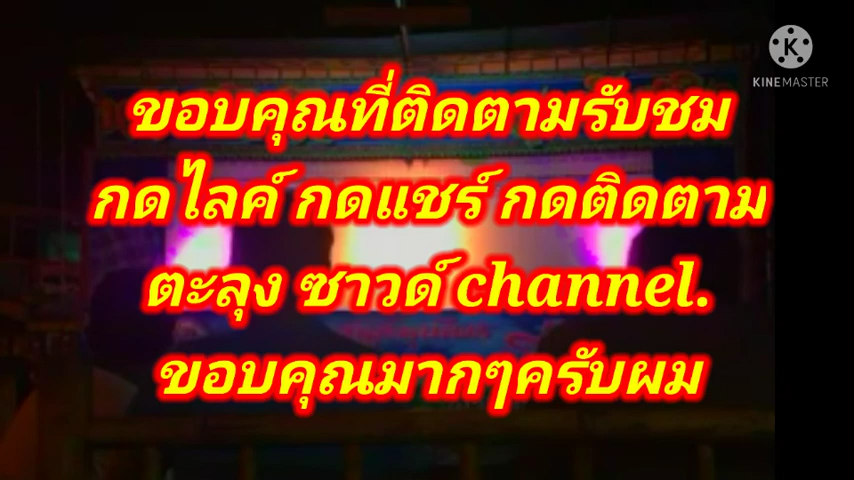 KINEMASTER
ขอบคุณที่ติดตามรับชม
กดไลค์ กดแชร์ กดติดตาม
ตะลุง ซาวด์ channel.
ขอบคุณมากๆครับผม